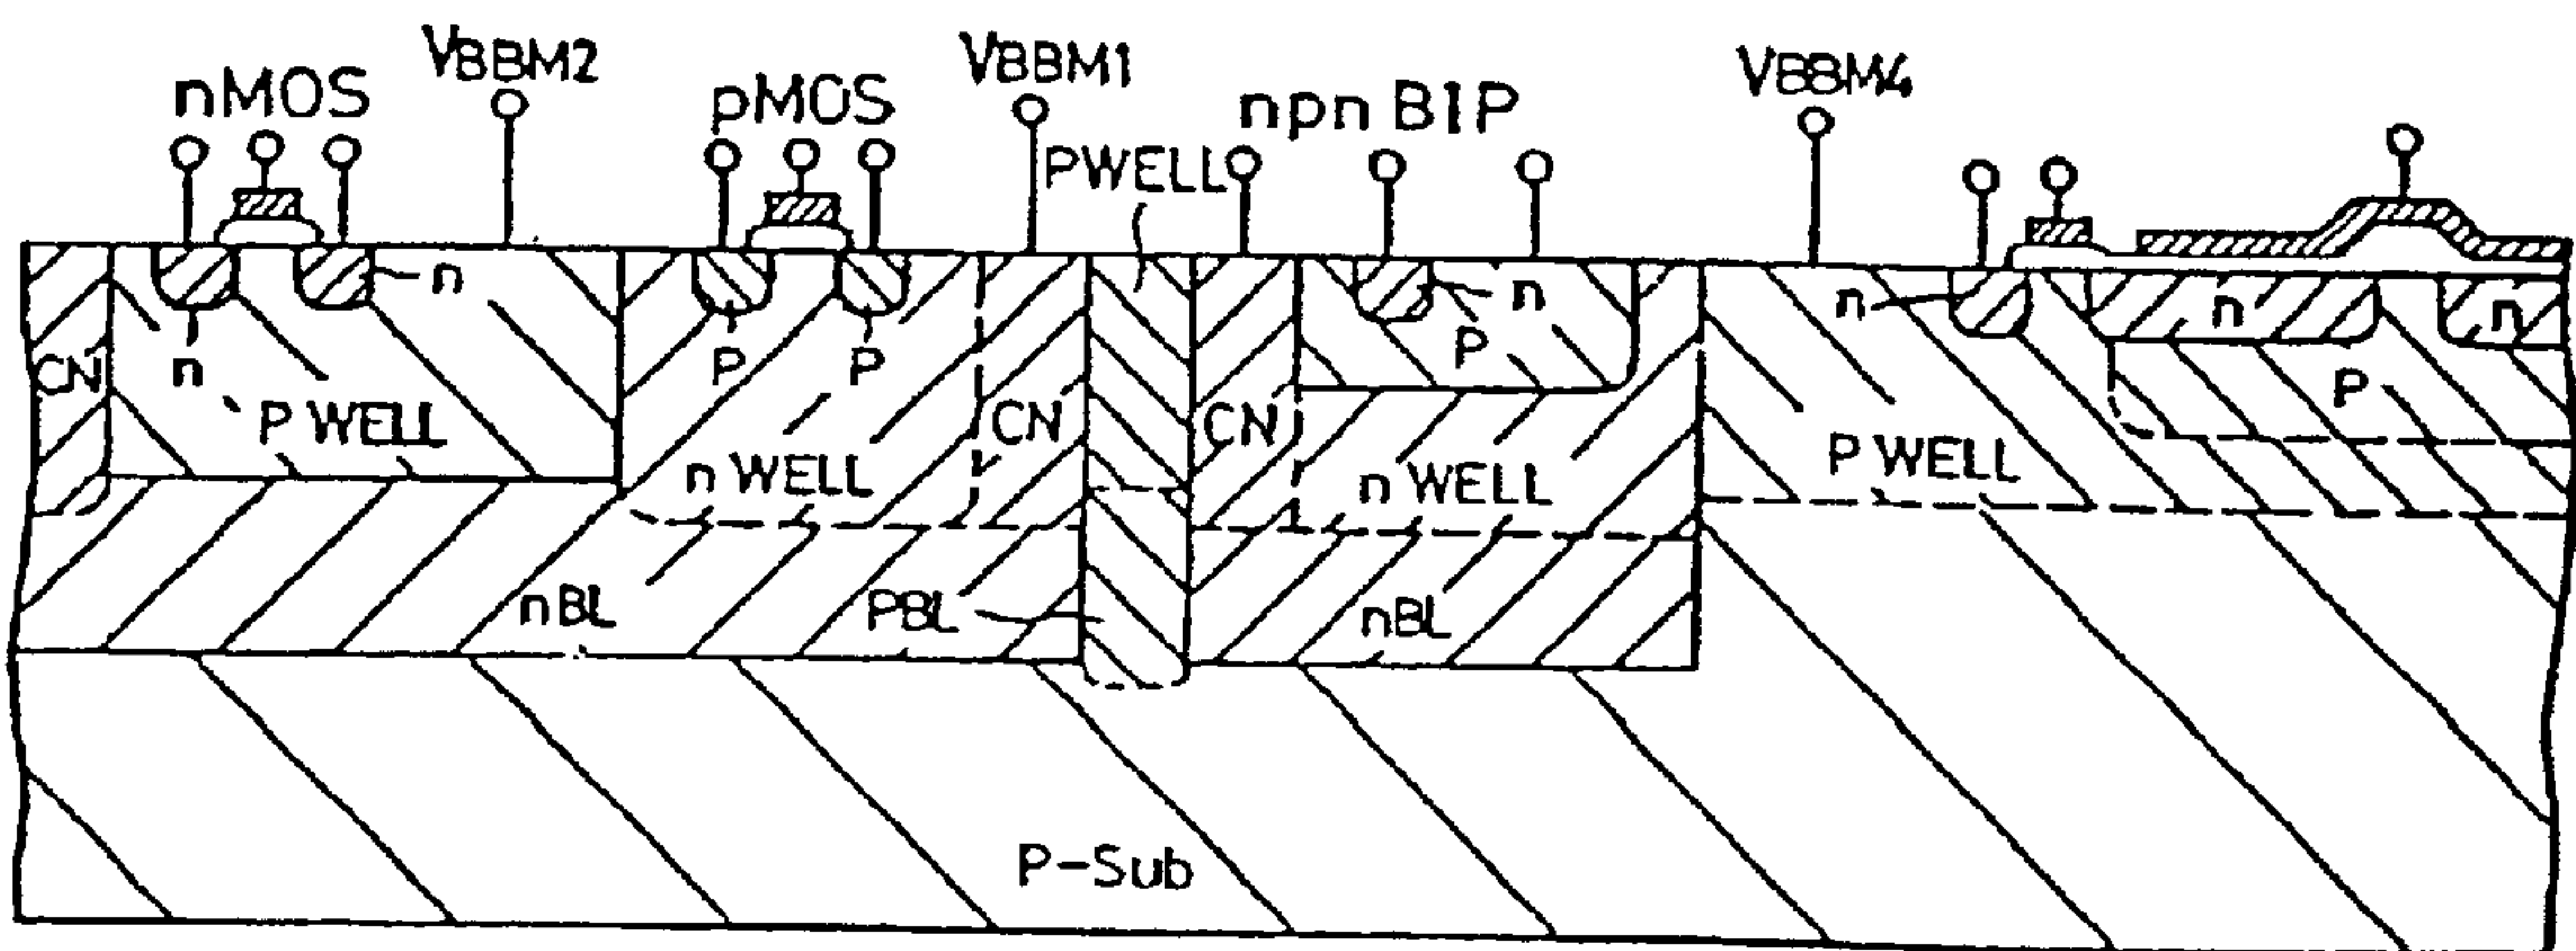 VBBM2 VBBM1 VBBM4
nMOS pMOS npn BIP
PWELL
n n n n n
CN n P P P P
P WELL CN CN P WELL
n WELL n WELL
nBL PBL nBL
P-Sub